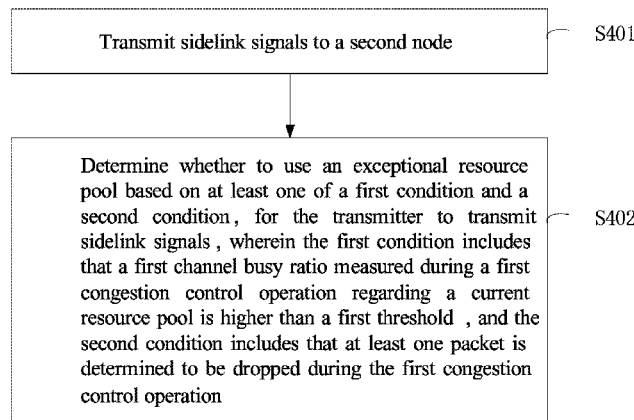 Transmit sidelink signals to a second node
S401
Determine whether to use an exceptional resource
pool based on at least one of a first condition and a
second condition, for the transmitter to transmit
sidelink signals, wherein the first condition includes
S402
that a first channel busy ratio measured during a first
congestion control operation regarding a current
resource pool is higher than a first threshold, and the
second condition includes that at least one packet is
determined to be dropped during the first congestion
control operation